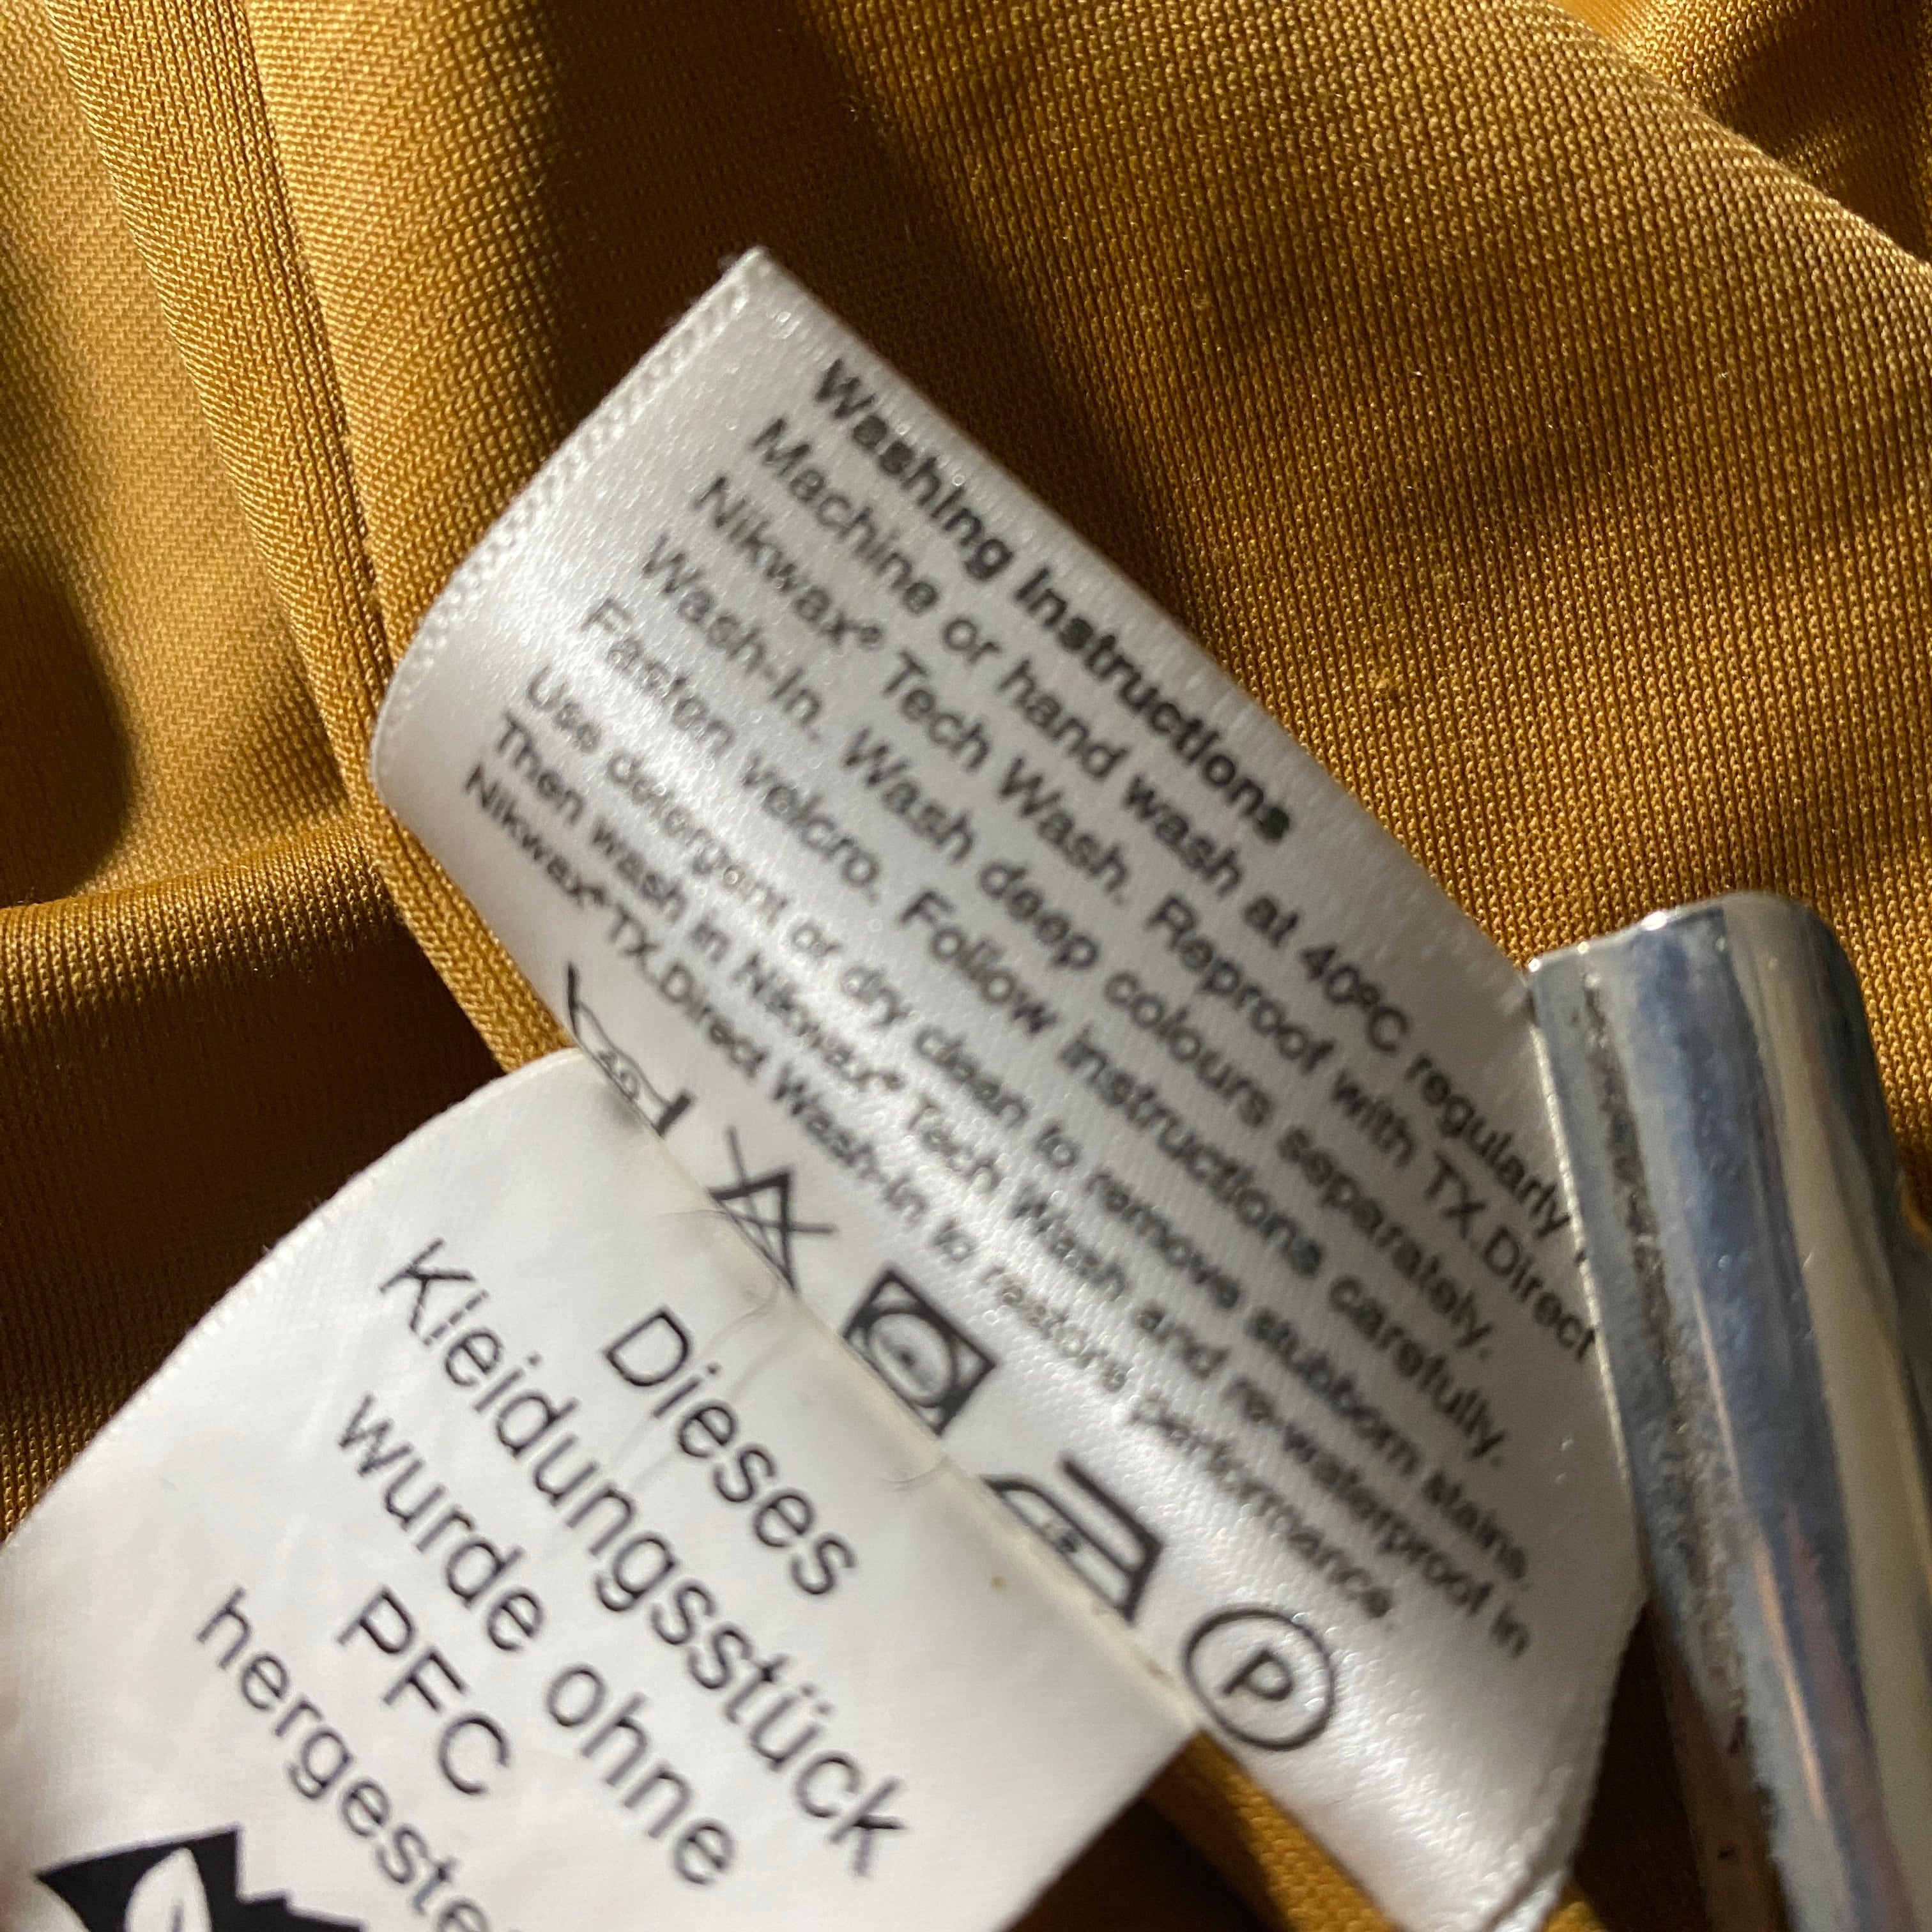 Washing Instructions
Machine or hand wash at 40ºC regularly
Nikwax® Tech Wash. Reproof with TX.Direct
Wash-In. Wash deep colours separately.
Fasten velcro. Follow instructions carefully.
Use detergent or dry clean to remove stubborn stains.
Then wash in Nikwax® Tech Wash and re-waterproof in
Nikwax® TX.Direct Wash-In to restore performance.
P
Dieses
Kleidungsstück
wurde ohne
PFC